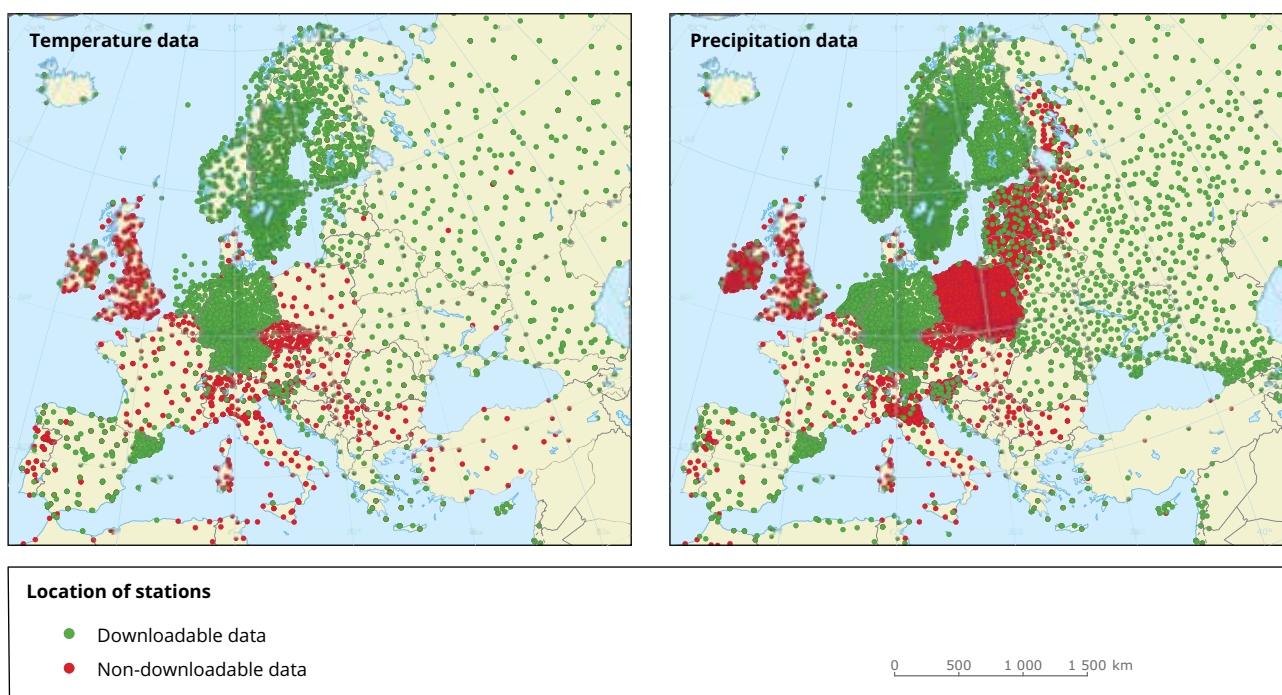 Temperature data
Precipitation data
Location of stations
Downloadable data
Non-downloadable data
0 500 1 000 1 500 km